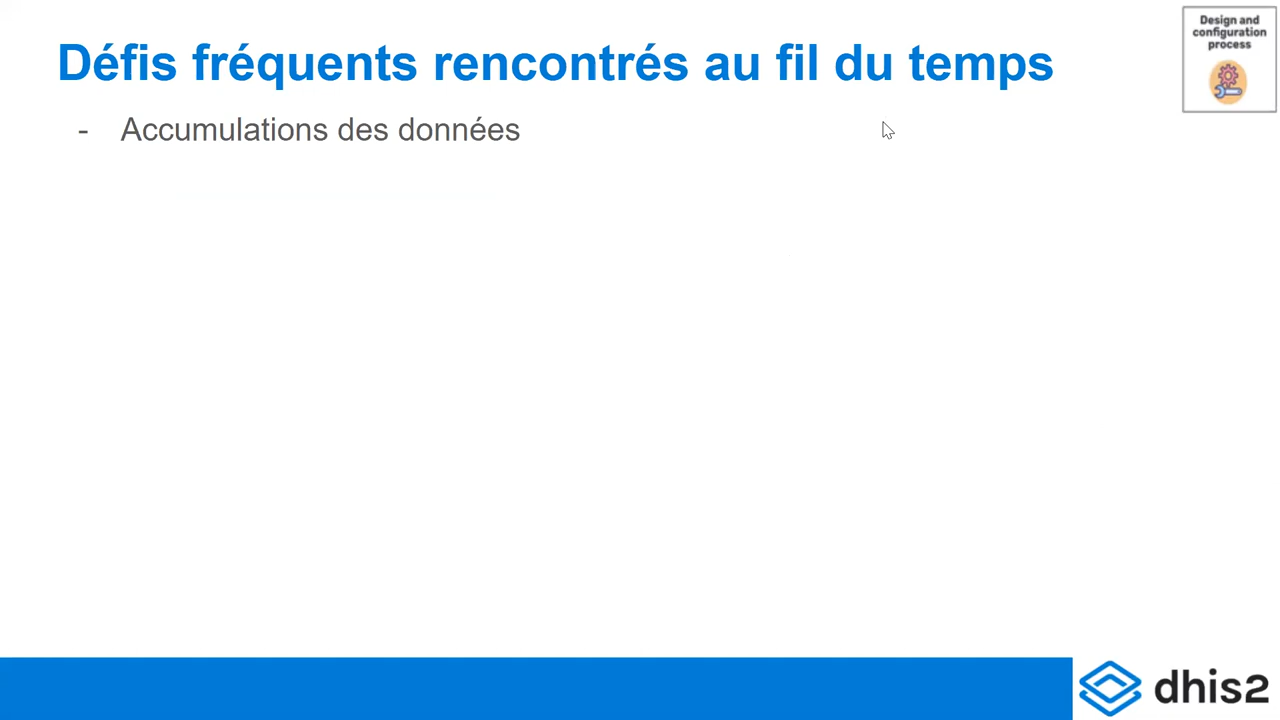 Défis fréquents rencontrés au fil du temps
- Accumulations des données
Design and
configuration
process
dhis2